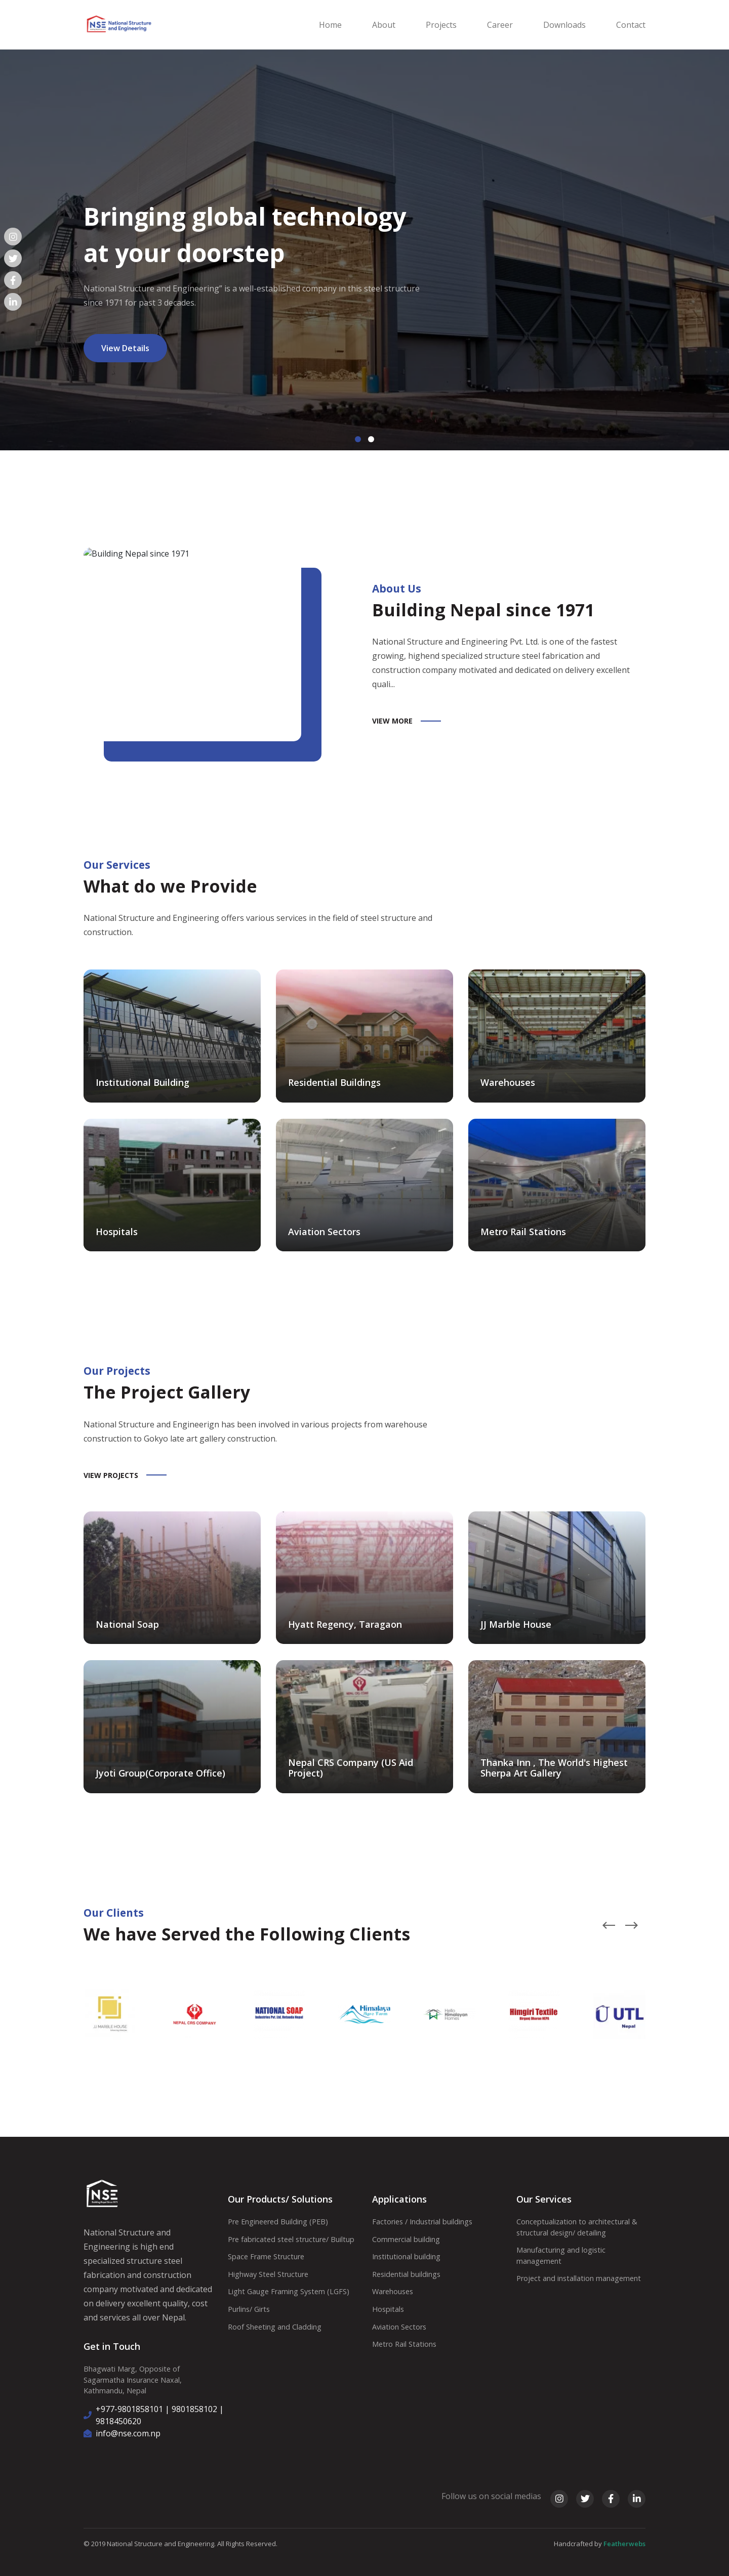 NSE National Structure
and Engineering
Home About Projects Career Downloads Contact
Bringing global technology
at your doorstep
National Structure and Engineering” is a well-established company in this steel structure
since 1971 for past 3 decades.
View Details
Building Nepal since 1971
About Us
Building Nepal since 1971
National Structure and Engineering Pvt. Ltd. is one of the fastest
growing, highend specialized structure steel fabrication and
construction company motivated and dedicated on delivery excellent
quali...
VIEW MORE
Our Services
What do we Provide
National Structure and Engineering offers various services in the field of steel structure and
construction.
Institutional Building
Residential Buildings
Warehouses
Hospitals
Aviation Sectors
Metro Rail Stations
Our Projects
The Project Gallery
National Structure and Engineerign has been involved in various projects from warehouse
construction to Gokyo late art gallery construction.
VIEW PROJECTS
National Soap
Hyatt Regency, Taragaon
JJ Marble House
Jyoti Group(Corporate Office)
Nepal CRS Company (US Aid
Project)
Thanka Inn , The World's Highest
Sherpa Art Gallery
Our Clients
We have Served the Following Clients
JJ MARBLE HOUSE
NEPAL CRS COMPANY
NATIONAL SOAP
Himalaya
Hello
Himalayan
Homes
Himgiri Textile
UTL
Nepal
NSE
National Structure and
Engineering is high end
specialized structure steel
fabrication and construction
company motivated and dedicated
on delivery excellent quality, cost
and services all over Nepal.
Get in Touch
Bhagwati Marg, Opposite of
Sagarmatha Insurance Naxal,
Kathmandu, Nepal
+977-9801858101 | 9801858102 |
9818450620
info@nse.com.np
Our Products/ Solutions
Pre Engineered Building (PEB)
Pre fabricated steel structure/ Builtup
Space Frame Structure
Highway Steel Structure
Light Gauge Framing System (LGFS)
Purlins/ Girts
Roof Sheeting and Cladding
Applications
Factories / Industrial buildings
Commercial building
Institutional building
Residential buildings
Warehouses
Hospitals
Aviation Sectors
Metro Rail Stations
Our Services
Conceptualization to architectural &
structural design/ detailing
Manufacturing and logistic
management
Project and installation management
Follow us on social medias
© 2019 National Structure and Engineering. All Rights Reserved.
Handcrafted by Featherwebs